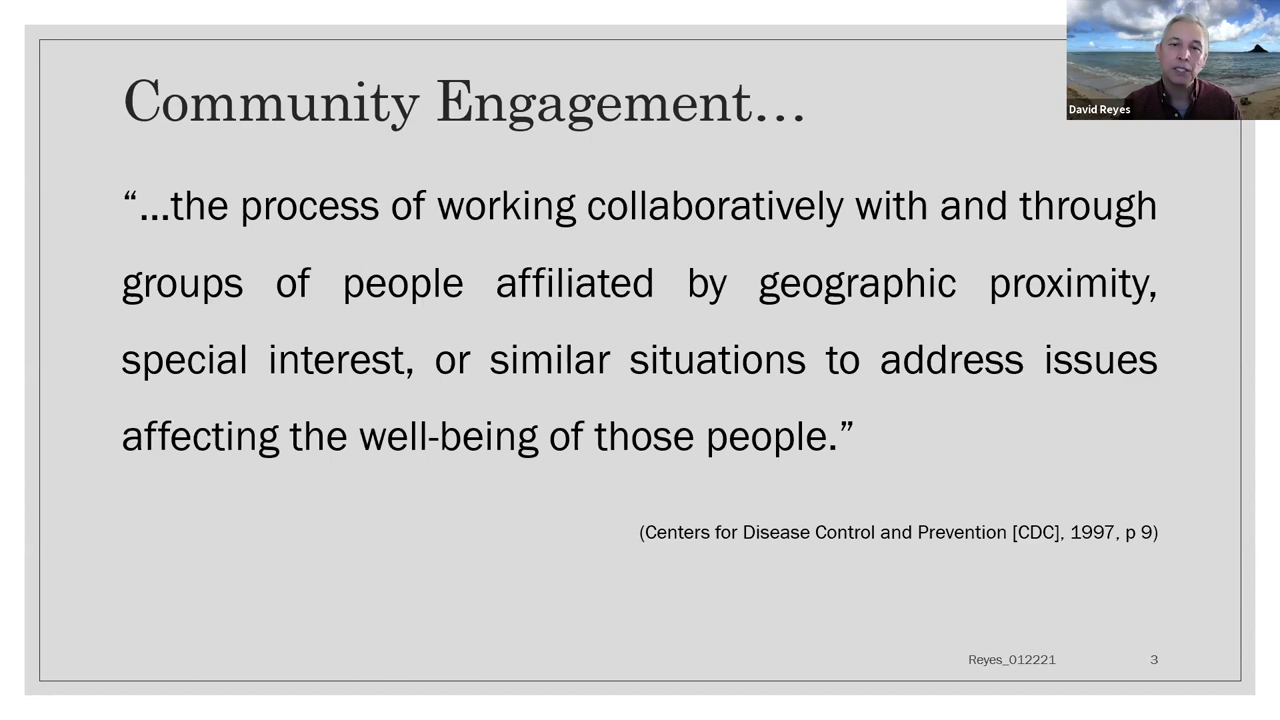 Community Engagement...
David Reyes
“...the process of working collaboratively with and through
groups of people affiliated by geographic proximity,
special interest, or similar situations to address issues
affecting the well-being of those people.”
(Centers for Disease Control and Prevention [CDC], 1997, p 9)
Reyes_012221 3